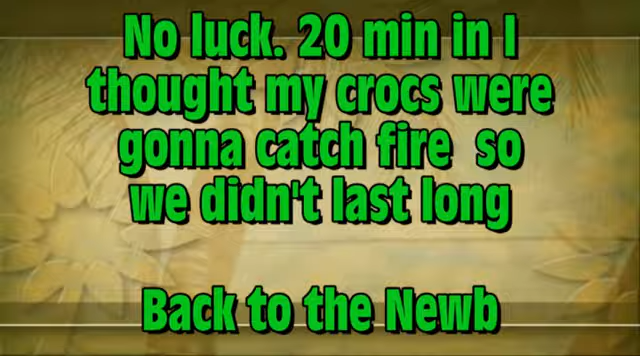 No luck. 20 min in I
thought my crocs were
gonna catch fire  so
we didn't last long
Back to the Newb